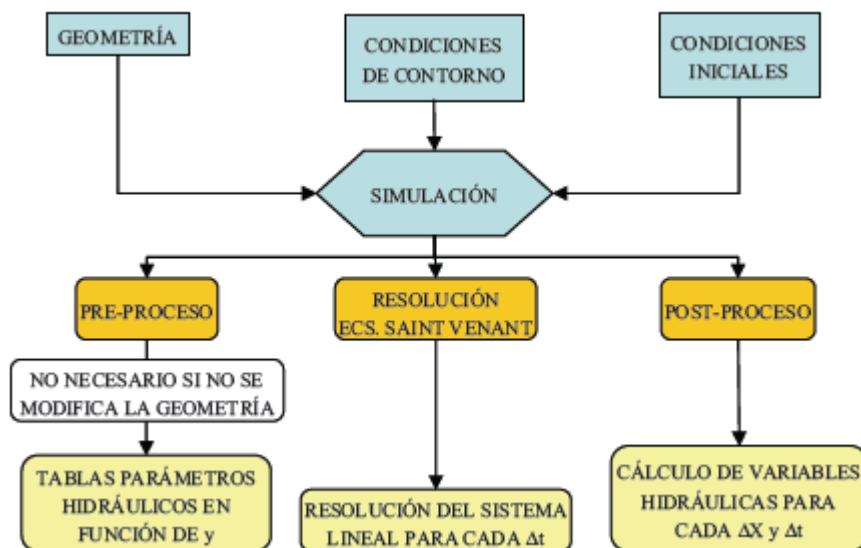 GEOMETRÍA
CONDICIONES
DE CONTORNO
CONDICIONES
INICIALES
SIMULACIÓN
PRE-PROCESO
RESOLUCIÓN
ECS. SAINT VENANT
POST-PROCESO
NO NECESARIO SI NO SE
MODIFICA LA GEOMETRÍA
TABLAS PARÁMETROS
HIDRÁULICOS EN
FUNCIÓN DE y
RESOLUCIÓN DEL SISTEMA
LINEAL PARA CADA Δt
CÁLCULO DE VARIABLES
HIDRÁULICAS PARA
CADA ΔX y Δt